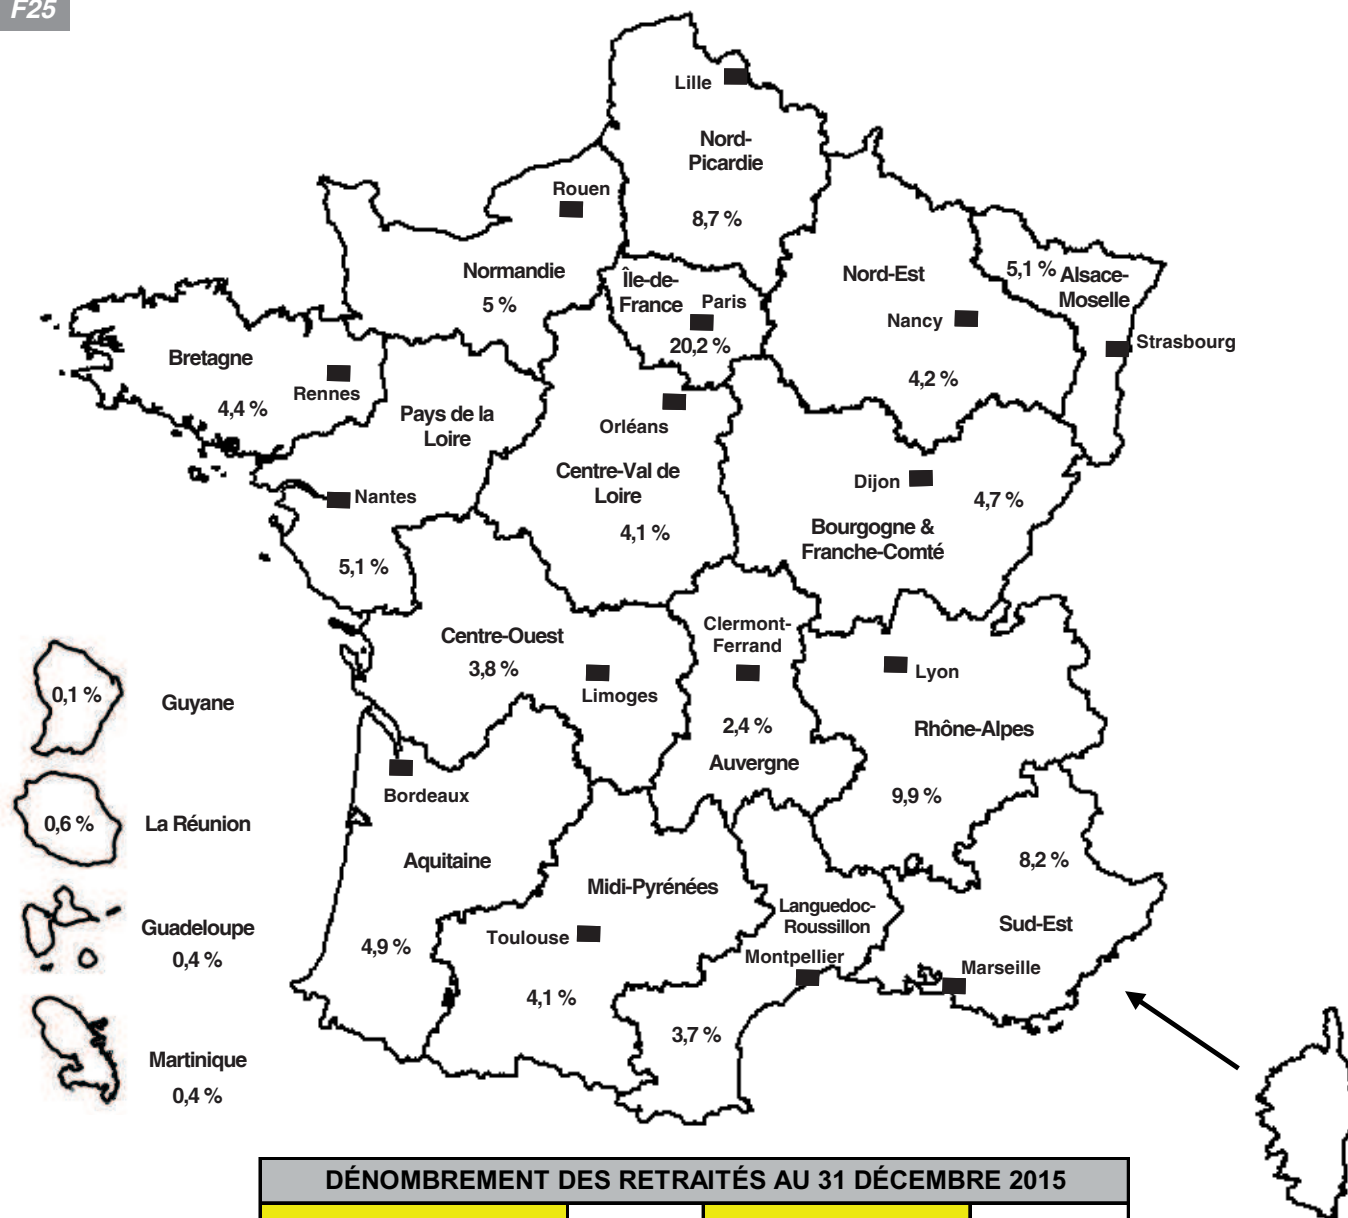 F25
Lille
Nord-
Picardie
8,7 %
Rouen
Normandie
5 %
Île-de-
France
Paris
20,2 %
Nord-Est
Nancy
4,2 %
5,1 %
Alsace-
Moselle
Strasbourg
Bretagne
Rennes
4,4 %
Pays de la
Loire
Nantes
5,1 %
Orléans
Centre-Val de
Loire
4,1 %
Dijon
4,7 %
Bourgogne &
Franche-Comté
Centre-Ouest
3,8 %
Limoges
Clermont-
Ferrand
2,4 %
Auvergne
Lyon
Rhône-Alpes
9,9 %
0,1 %
Guyane
0,6 %
La Réunion
Guadeloupe
0,4 %
Martinique
0,4 %
Bordeaux
Aquitaine
4,9 %
Midi-Pyrénées
Toulouse
4,1 %
Languedoc-
Roussillon
Montpellier
3,7 %
8,2 %
Sud-Est
Marseille
DÉNOMBREMENT DES RETRAITÉS AU 31 DÉCEMBRE 2015